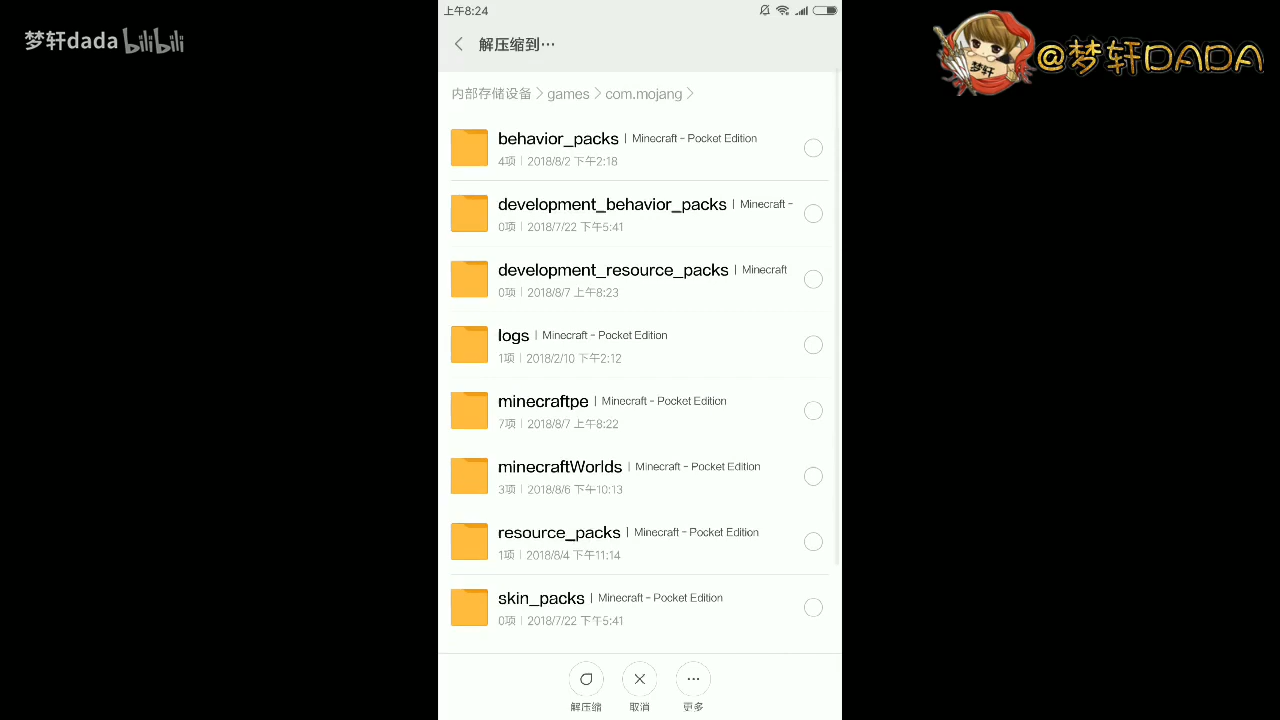 梦轩dada bilibili
梦轩
@梦轩DADA
上午8:24
解压缩到…
内部存储设备 > games > com.mojang >
behavior_packs | Minecraft - Pocket Edition
4项 | 2018/8/2 下午2:18
development_behavior_packs | Minecraft -
0项 | 2018/7/22 下午5:41
development_resource_packs | Minecraft
0项 | 2018/8/7 上午8:23
logs | Minecraft - Pocket Edition
1项 | 2018/2/10 下午2:12
minecraftpe | Minecraft - Pocket Edition
7项 | 2018/8/7 上午8:22
minecraftWorlds | Minecraft - Pocket Edition
3项 | 2018/8/6 下午10:13
resource_packs | Minecraft - Pocket Edition
1项 | 2018/8/4 下午11:14
skin_packs | Minecraft - Pocket Edition
0项 | 2018/7/22 下午5:41
解压缩 取消 更多